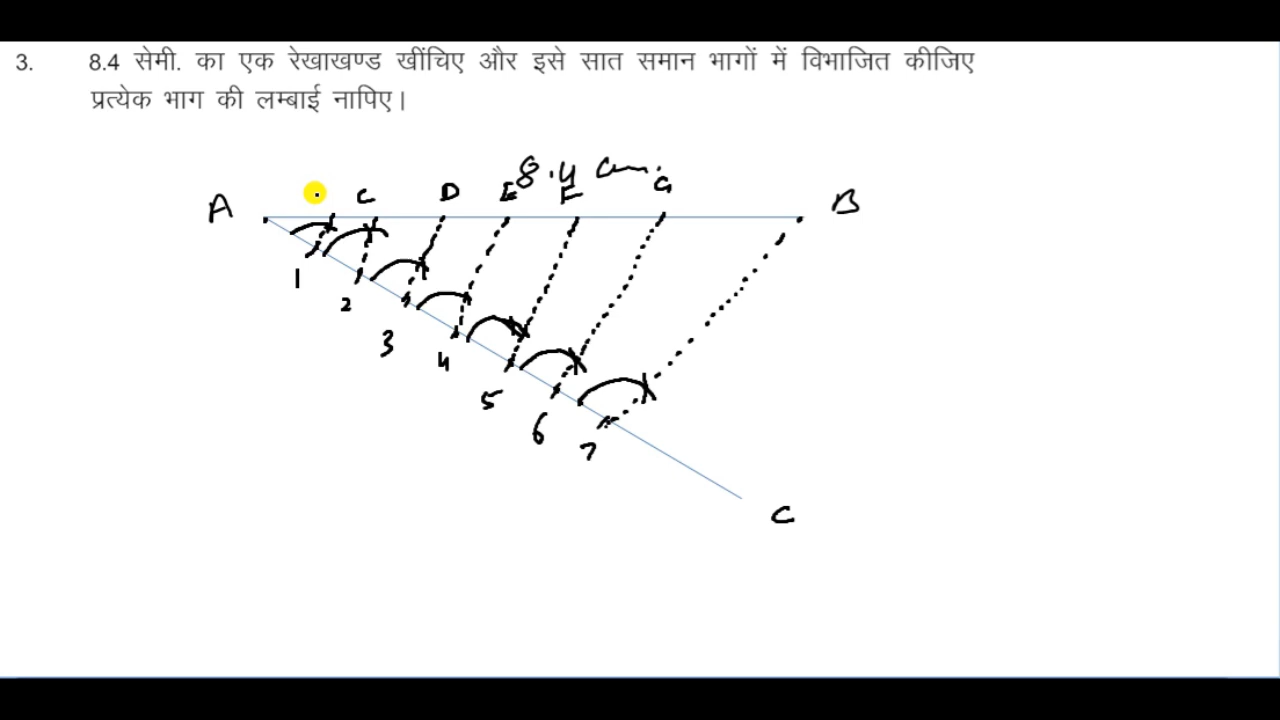 3. 8.4 सेमी. का एक रेखाखण्ड खींचिए और इसे सात समान भागों में विभाजित कीजिए
प्रत्येक भाग की लम्बाई नापिए।
8.4 cm.
A C D E F G B
1
2
3
4
5
6
7
C